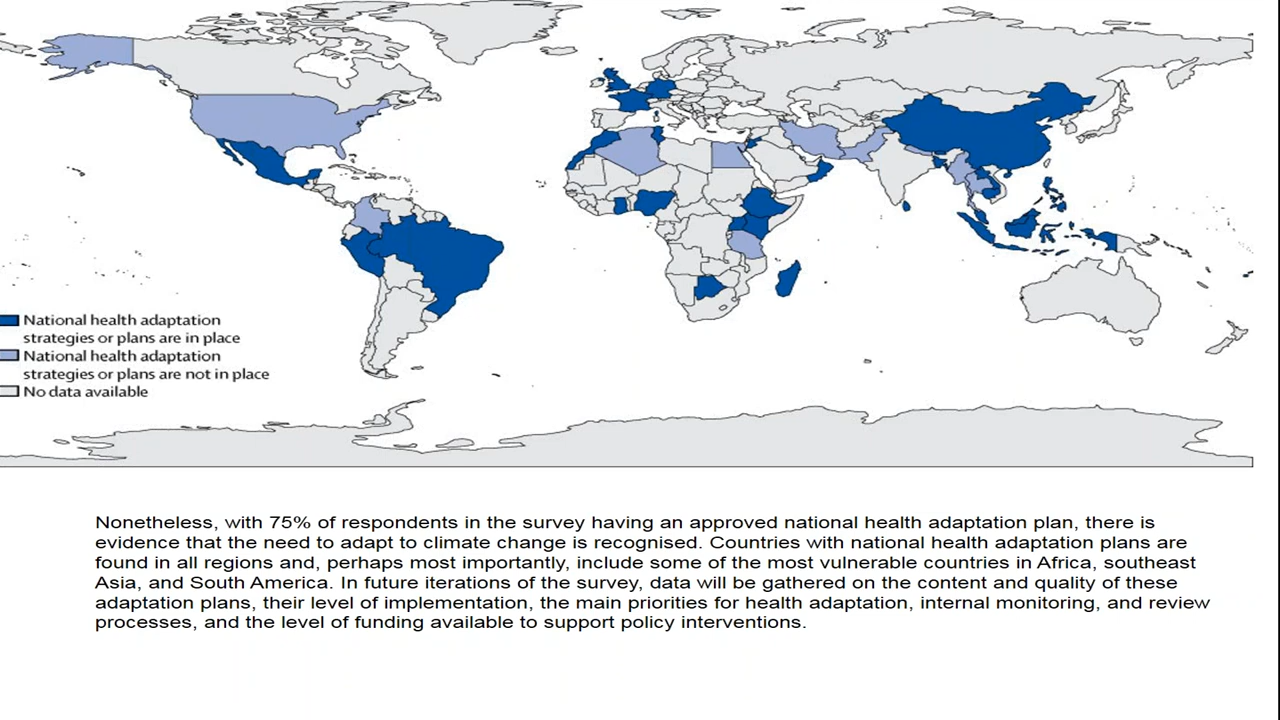 National health adaptation
strategies or plans are in place
National health adaptation
strategies or plans are not in place
No data available
Nonetheless, with 75% of respondents in the survey having an approved national health adaptation plan, there is
evidence that the need to adapt to climate change is recognised. Countries with national health adaptation plans are
found in all regions and, perhaps most importantly, include some of the most vulnerable countries in Africa, southeast
Asia, and South America. In future iterations of the survey, data will be gathered on the content and quality of these
adaptation plans, their level of implementation, the main priorities for health adaptation, internal monitoring, and review
processes, and the level of funding available to support policy interventions.